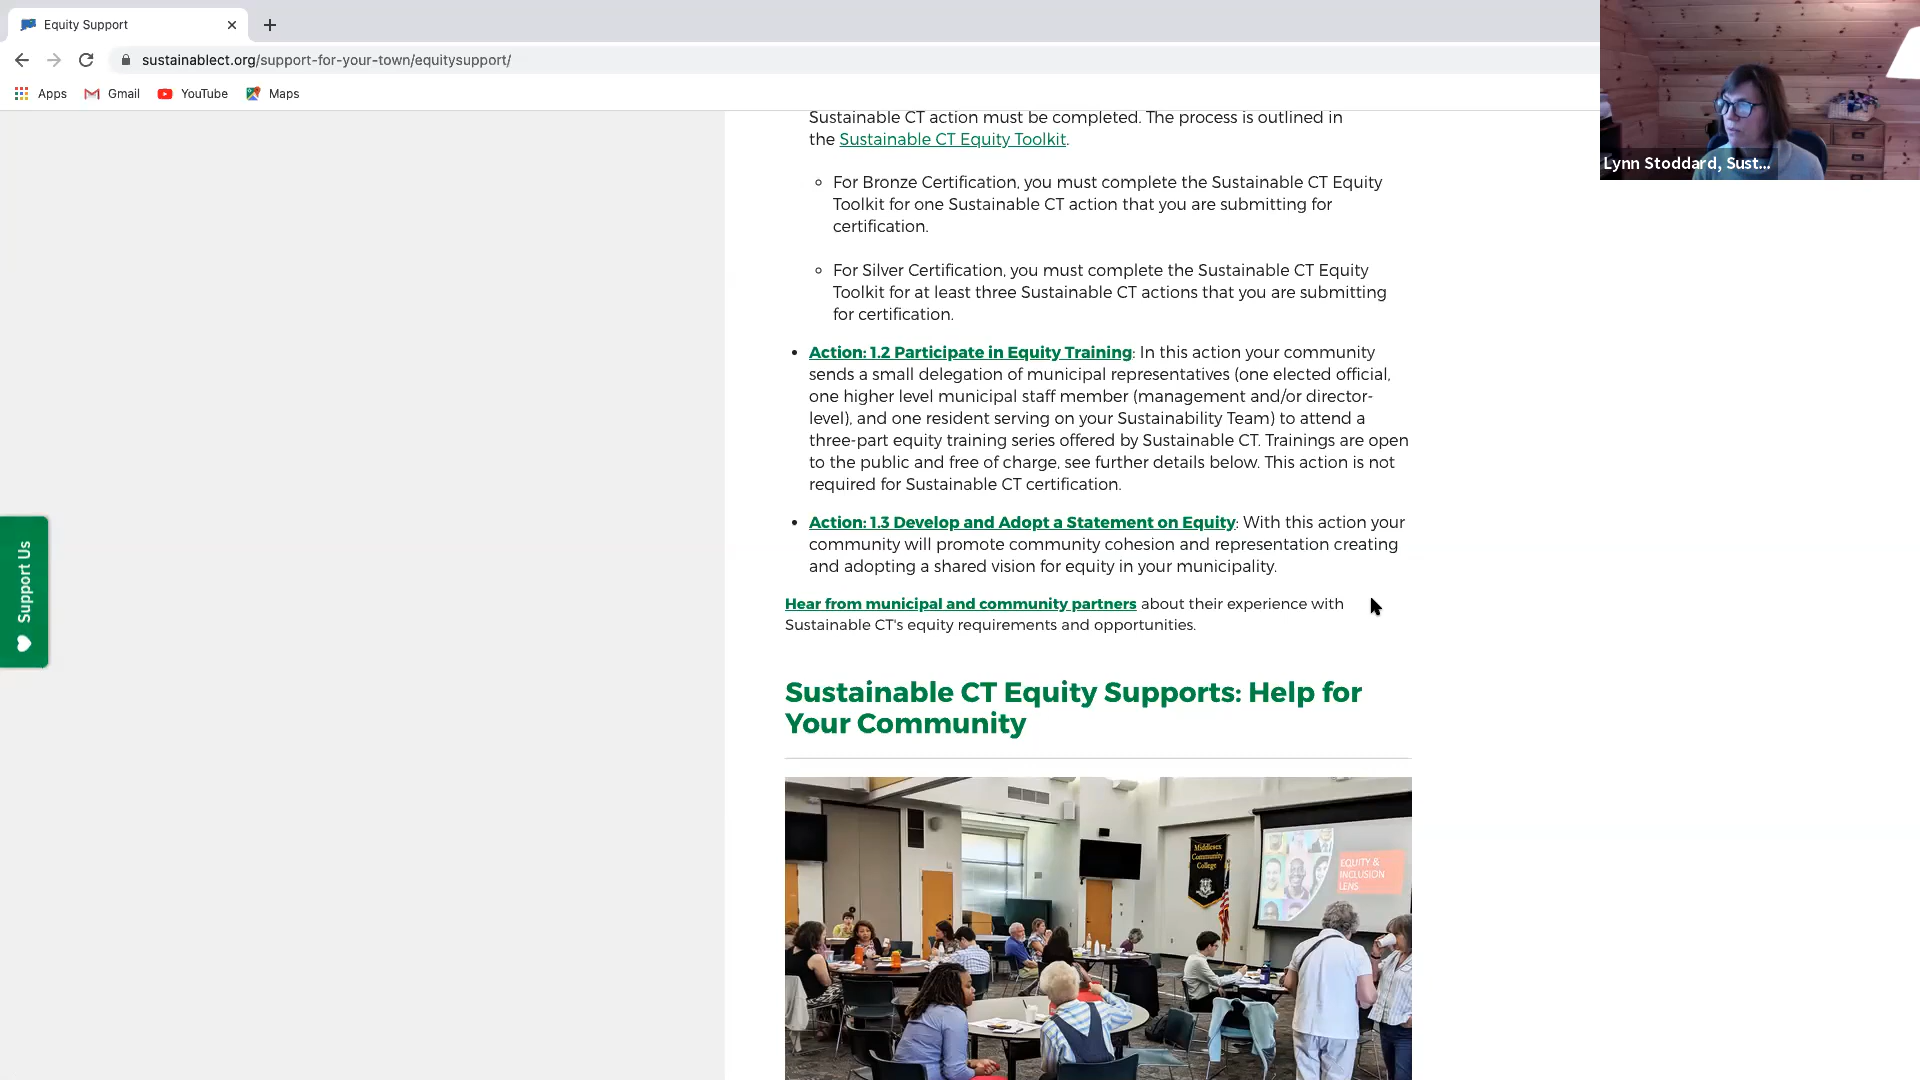 Equity Support
sustainablect.org/support-for-your-town/equitysupport/
Apps
Gmail
YouTube
Maps
Lynn Stoddard, Sust...
Sustainable CT action must be completed. The process is outlined in
the Sustainable CT Equity Toolkit.
For Bronze Certification, you must complete the Sustainable CT Equity
Toolkit for one Sustainable CT action that you are submitting for
certification.
For Silver Certification, you must complete the Sustainable CT Equity
Toolkit for at least three Sustainable CT actions that you are submitting
for certification.
Action: 1.2 Participate in Equity Training: In this action your community
sends a small delegation of municipal representatives (one elected official,
one higher level municipal staff member (management and/or director-
level), and one resident serving on your Sustainability Team) to attend a
three-part equity training series offered by Sustainable CT. Trainings are open
to the public and free of charge, see further details below. This action is not
required for Sustainable CT certification.
Action: 1.3 Develop and Adopt a Statement on Equity: With this action your
community will promote community cohesion and representation creating
and adopting a shared vision for equity in your municipality.
Hear from municipal and community partners about their experience with
Sustainable CT's equity requirements and opportunities.
Support Us
Sustainable CT Equity Supports: Help for
Your Community
Middlesex
Community
College
EQUITY &
INCLUSION
LENS